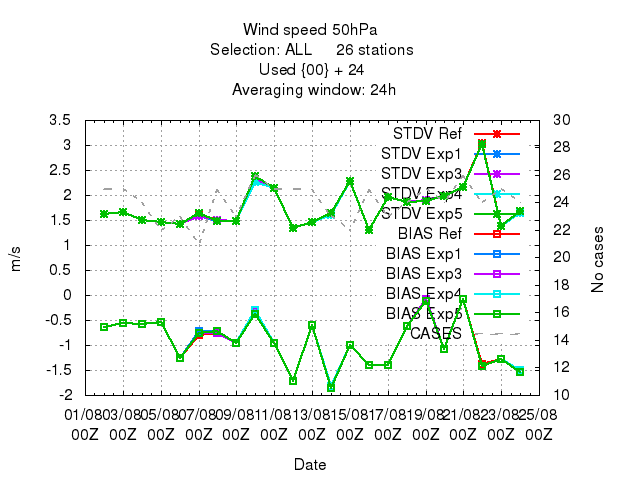 Wind speed 50hPa
Selection: ALL 26 stations
Used {00} + 24
Averaging window: 24h
3.5
3
2.5
2
1.5
1
0.5
0
-0.5
-1
-1.5
-2
m/s
30
28
26
24
22
20
18
16
14
12
10
No cases
STDV Ref
STDV Exp1
STDV Exp3
STDV Exp4
STDV Exp5
BIAS Ref
BIAS Exp1
BIAS Exp3
BIAS Exp4
BIAS Exp5
CASES
01/08 03/08 05/08 07/08 09/08 11/08 13/08 15/08 17/08 19/08 21/08 23/08 25/08
00Z 00Z 00Z 00Z 00Z 00Z 00Z 00Z 00Z 00Z 00Z 00Z 00Z
Date